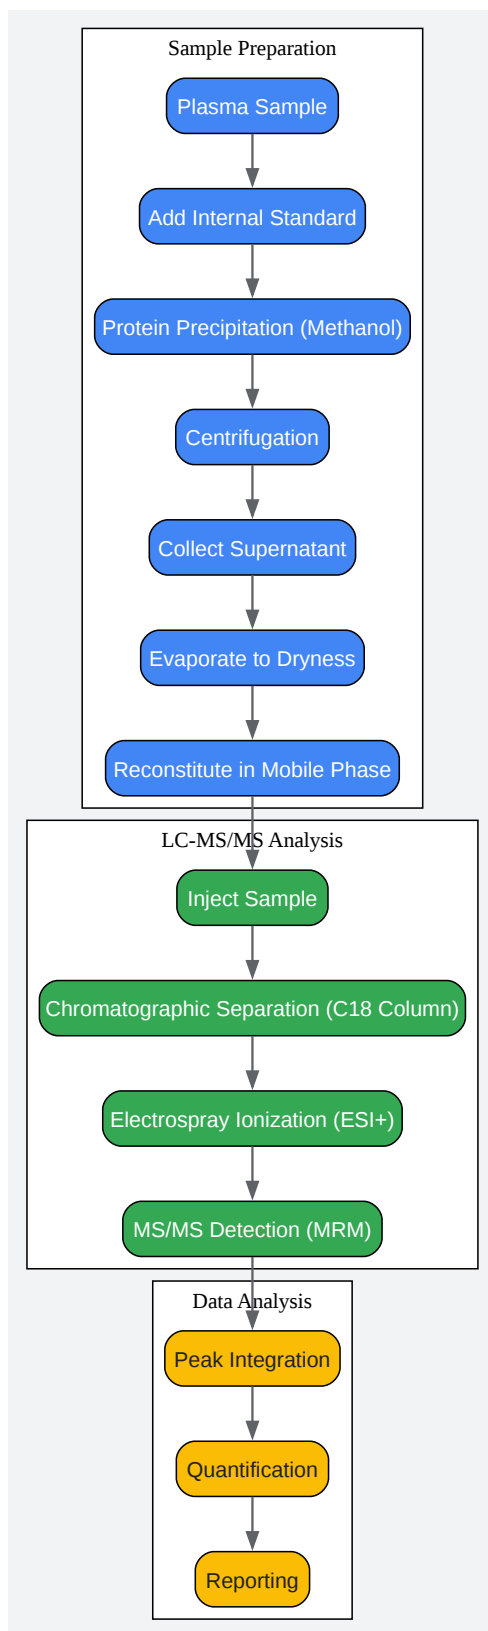 Sample Preparation
Plasma Sample
Add Internal Standard
Protein Precipitation (Methanol)
Centrifugation
Collect Supernatant
Evaporate to Dryness
Reconstitute in Mobile Phase
LC-MS/MS Analysis
Inject Sample
Chromatographic Separation (C18 Column)
Electrospray Ionization (ESI+)
MS/MS Detection (MRM)
Data Analysis
Peak Integration
Quantification
Reporting